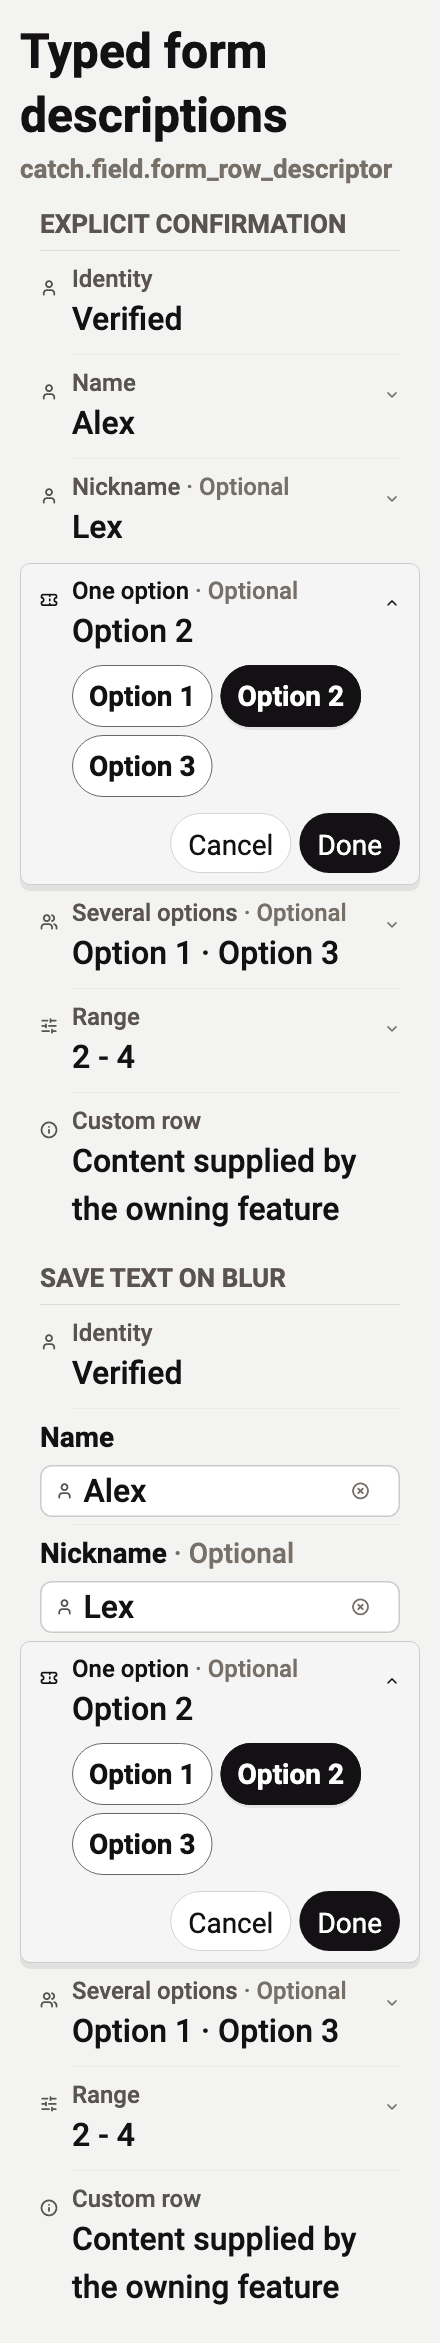 Typed form
descriptions
catch.field.form_row_descriptor
EXPLICIT CONFIRMATION
Identity
Verified
Name
Alex
Nickname · Optional
Lex
One option · Optional
Option 2
Option 1
Option 2
Option 3
Cancel
Done
Several options · Optional
Option 1 · Option 3
Range
2 - 4
Custom row
Content supplied by
the owning feature
SAVE TEXT ON BLUR
Identity
Verified
Name
Alex
Nickname · Optional
Lex
One option · Optional
Option 2
Option 1
Option 2
Option 3
Cancel
Done
Several options · Optional
Option 1 · Option 3
Range
2 - 4
Custom row
Content supplied by
the owning feature